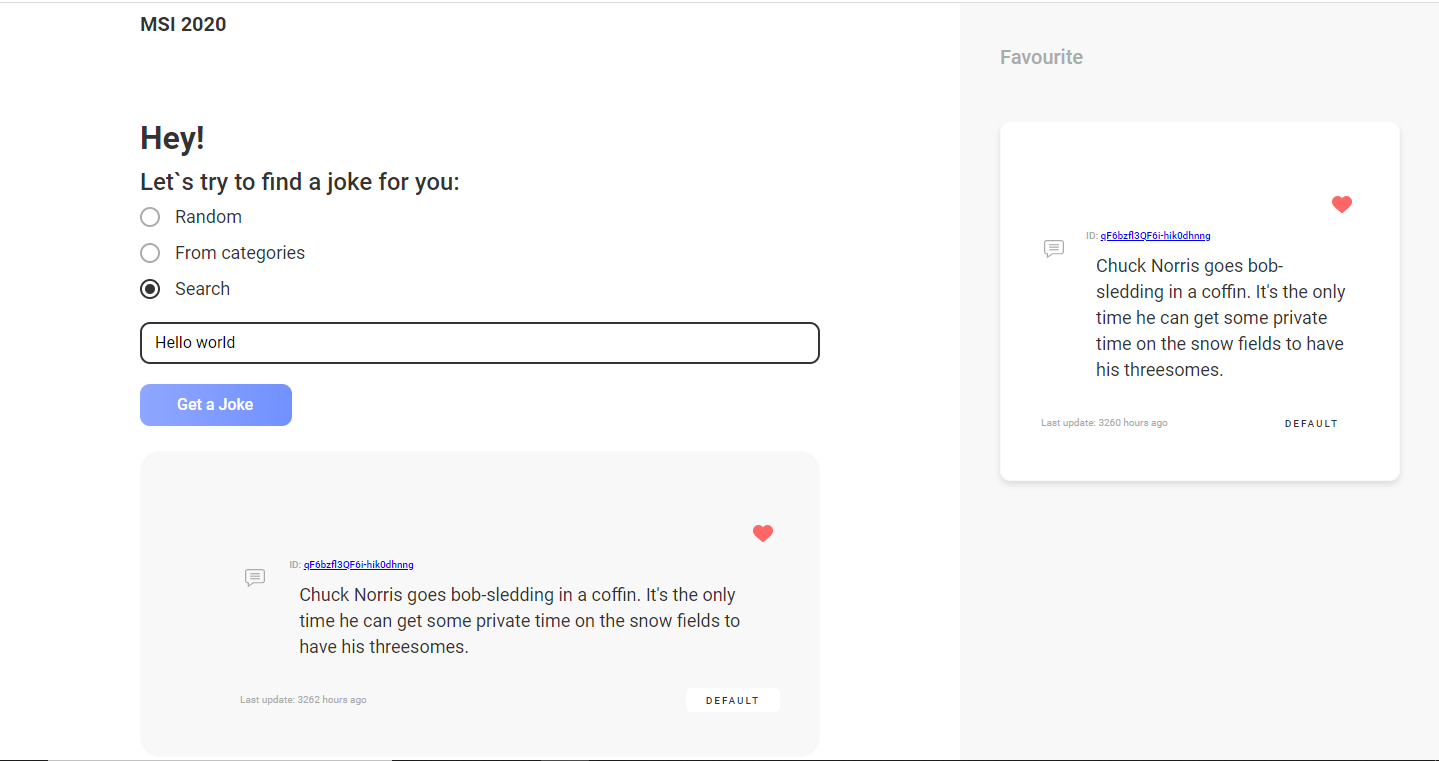 MSI 2020
Hey!
Let`s try to find a joke for you:
Random
From categories
Search
Hello world
Get a Joke
ID: qF6bzfl3QF6i-hik0dhnng
Chuck Norris goes bob-sledding in a coffin. It's the only
time he can get some private time on the snow fields to
have his threesomes.
Last update: 3262 hours ago
DEFAULT
Favourite
ID: qF6bzfl3QF6i-hik0dhnng
Chuck Norris goes bob-
sledding in a coffin. It's the only
time he can get some private
time on the snow fields to have
his threesomes.
Last update: 3260 hours ago
DEFAULT